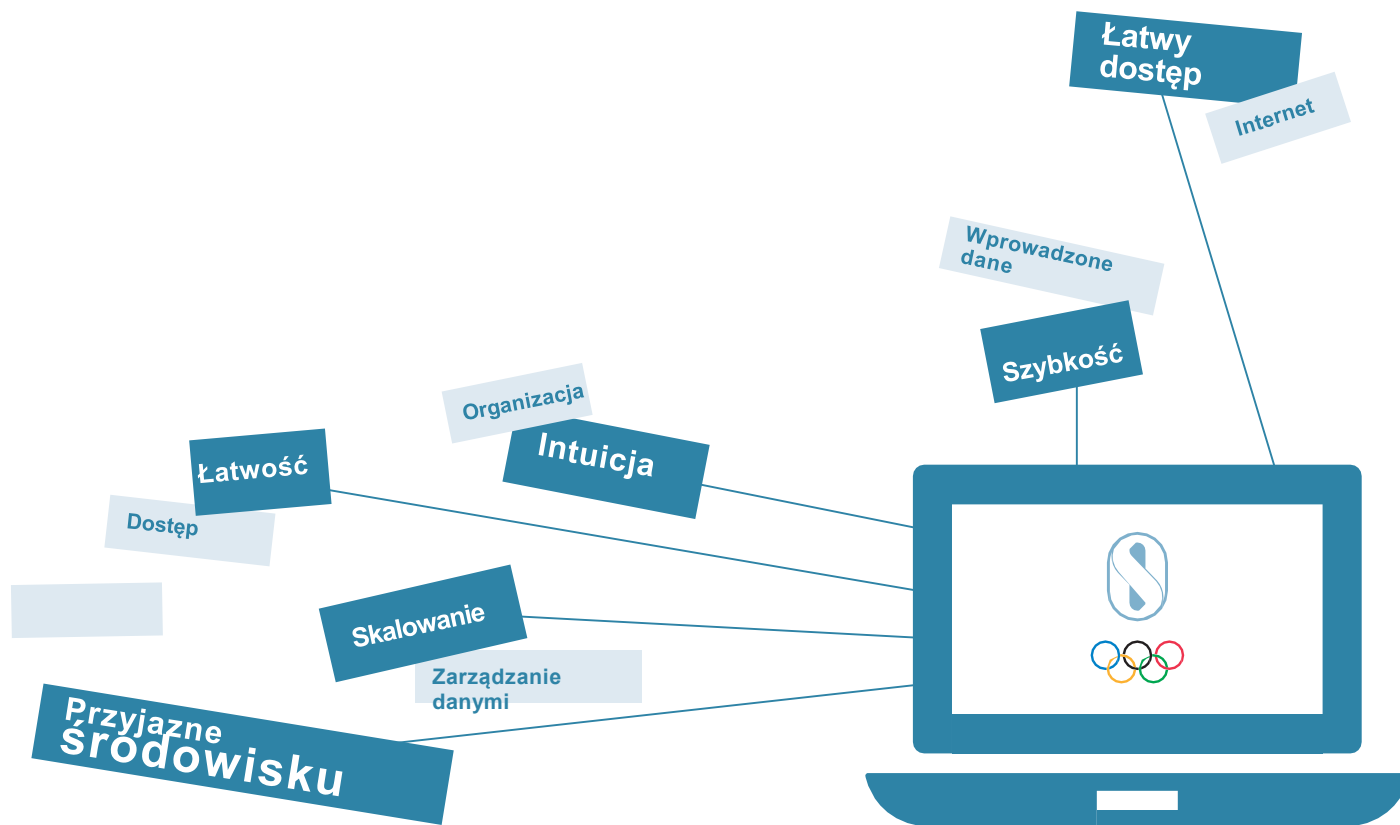 Łatwy
dostęp
Internet
Wprowadzone
dane
Szybkość
Organizacja
Intuicja
Łatwość
Dostęp
Skalowanie
Zarządzanie
danymi
Przyjazne
środowisku